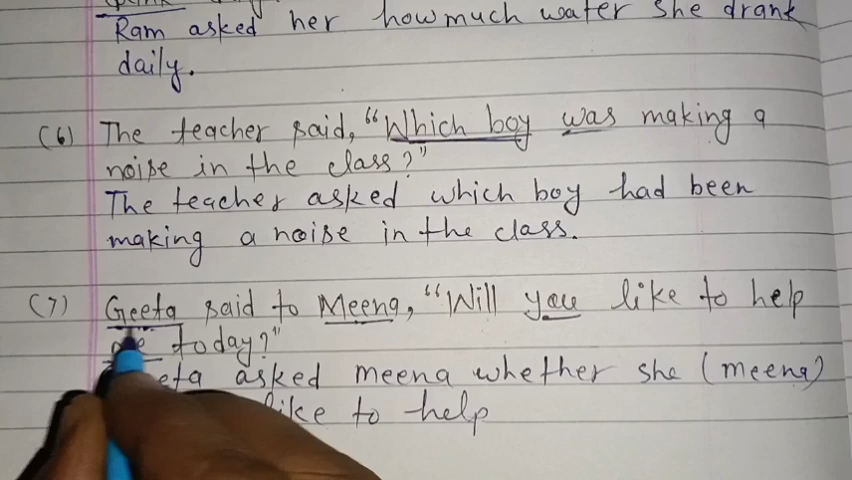 Ram asked her how much water she drank
daily.
(6) The teacher said, "Which boy was making a
noise in the class?"
The teacher asked which boy had been
making a noise in the class.
(7) Geeta said to Meena, "Will you like to help
me today?"
asked meena whether she (meena)
like to help